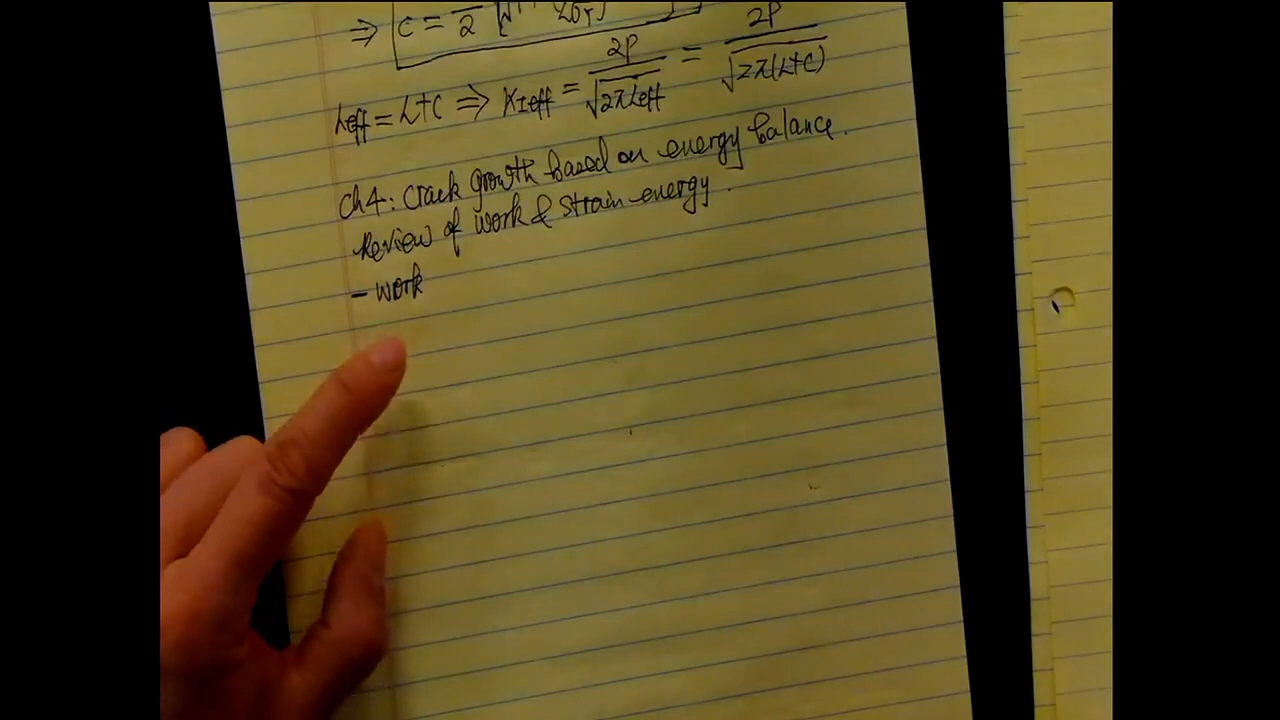 ⇒ C =
Leff = L+C ⇒ KIeff = 2P / √2πLeff = 2P / √2π(L+C)
Ch4: Crack growth based on energy balance.
Review of work & strain energy.
- work